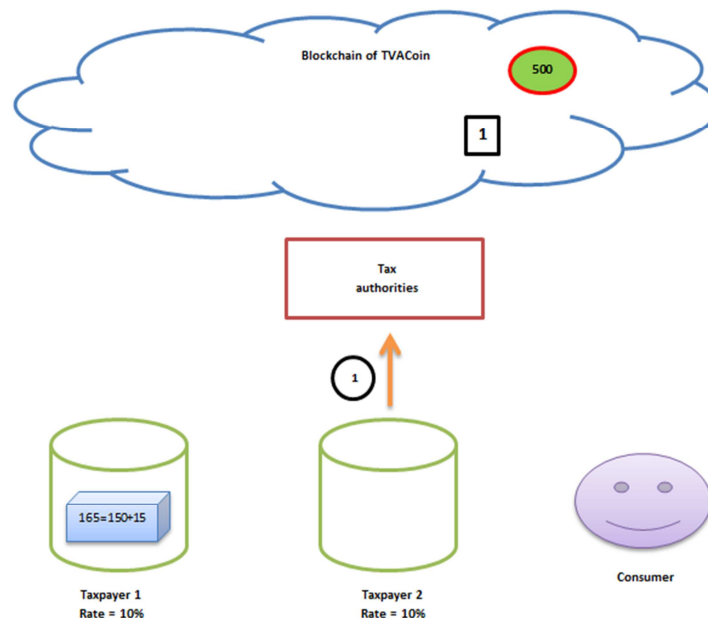 Blockchain of TVACoin
500
1
Tax
authorities
1
165=150+15
Taxpayer 1
Rate = 10%
Taxpayer 2
Rate = 10%
Consumer